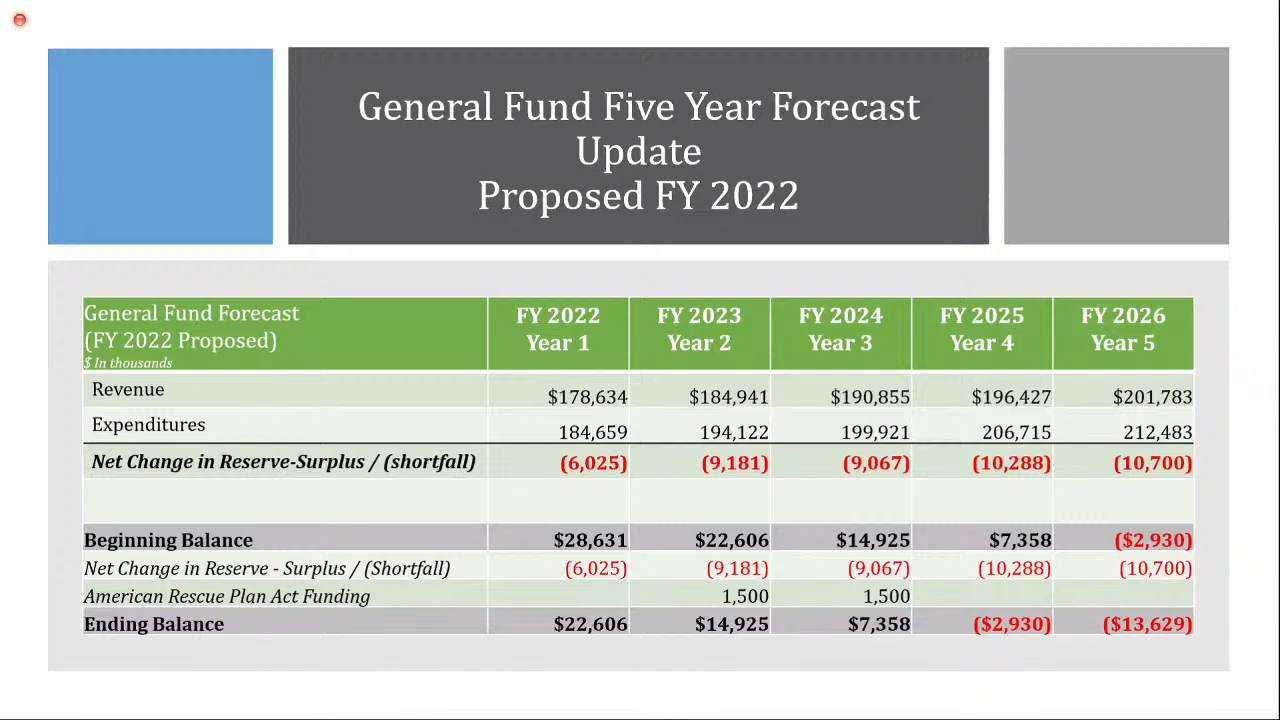 General Fund Five Year Forecast
Update
Proposed FY 2022
General Fund Forecast
(FY 2022 Proposed)
$ In thousands
FY 2022 Year 1
FY 2023 Year 2
FY 2024 Year 3
FY 2025 Year 4
FY 2026 Year 5
Revenue $178,634 $184,941 $190,855 $196,427 $201,783
Expenditures 184,659 194,122 199,921 206,715 212,483
Net Change in Reserve-Surplus / (shortfall) (6,025) (9,181) (9,067) (10,288) (10,700)
Beginning Balance $28,631 $22,606 $14,925 $7,358 ($2,930)
Net Change in Reserve - Surplus / (Shortfall) (6,025) (9,181) (9,067) (10,288) (10,700)
American Rescue Plan Act Funding 1,500 1,500
Ending Balance $22,606 $14,925 $7,358 ($2,930) ($13,629)